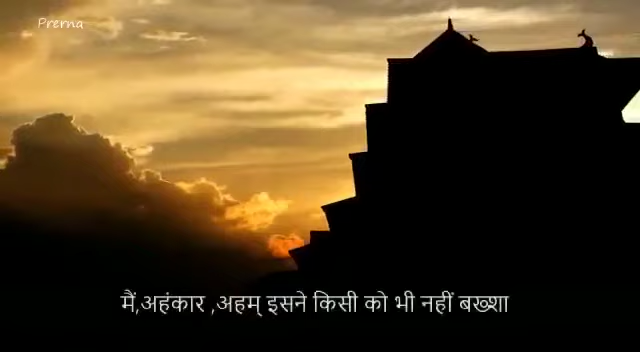 Prerna
मैं,अहंकार ,अहम् इसने किसी को भी नहीं बख्शा